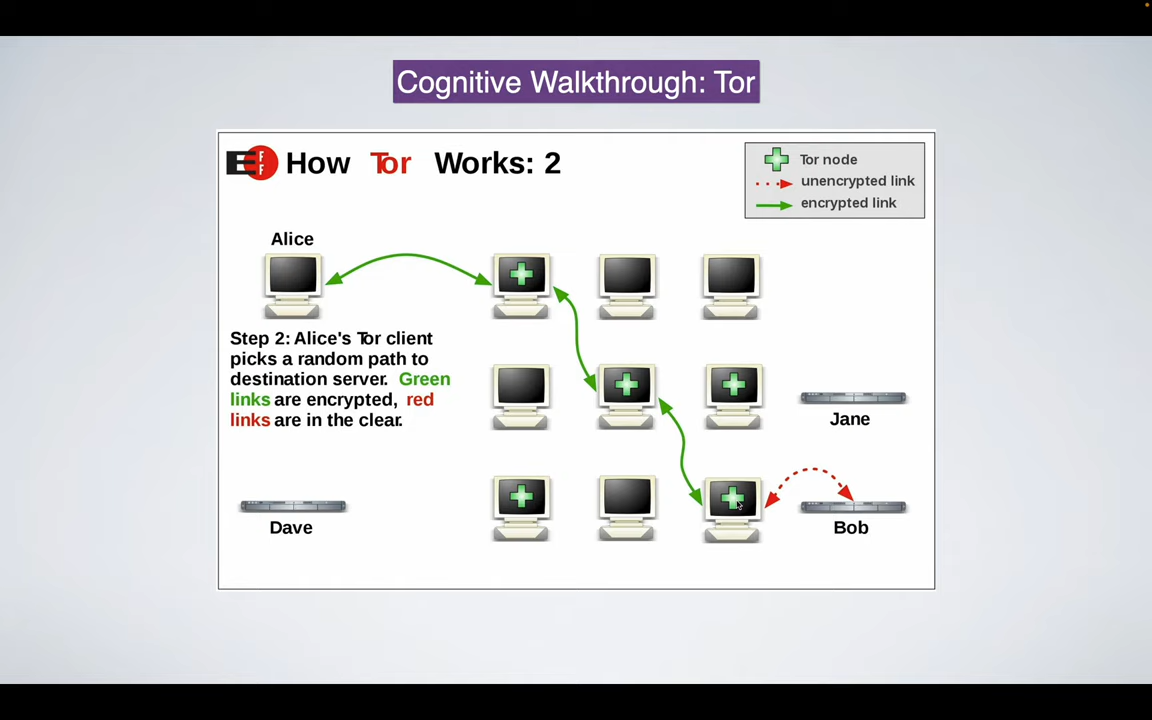 Cognitive Walkthrough: Tor
EFF How Tor Works: 2
Tor node
unencrypted link
encrypted link
Alice
Step 2: Alice's Tor client
picks a random path to
destination server. Green
links are encrypted, red
links are in the clear.
Jane
Dave
Bob